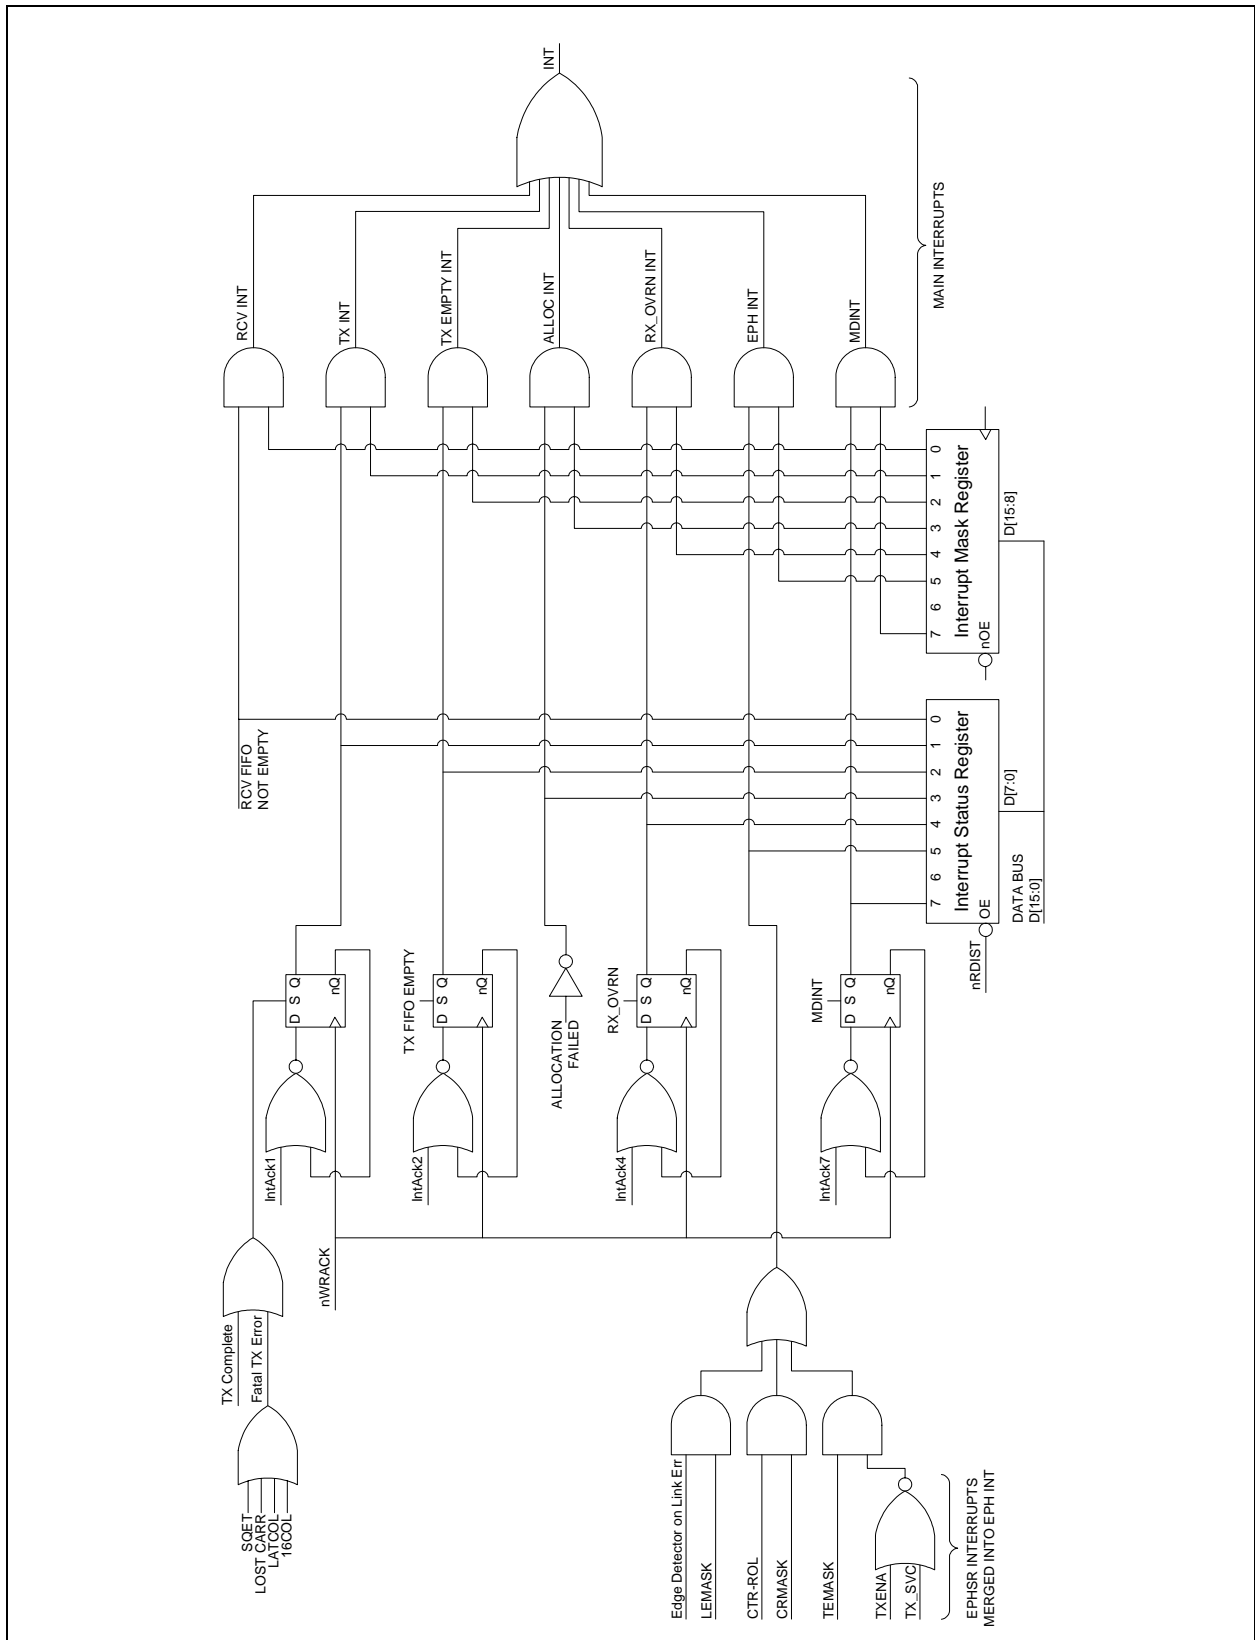 INT
RCV INT
TX INT
TX EMPTY INT
ALLOC INT
RX_OVRN INT
EPH INT
MDINT
MAIN INTERRUPTS
0
1
2
3
4
5
6
7
Interrupt Mask Register
nOE
D[15:8]
RCV FIFO
NOT EMPTY
0
1
2
3
4
5
6
7
Interrupt Status Register
OE
nRDIST
D[7:0]
DATA BUS
D[15:0]
D S Q
nQ
TX FIFO EMPTY
D S Q
nQ
ALLOCATION
FAILED
RX_OVRN
D S Q
nQ
MDINT
D S Q
nQ
IntAck1
IntAck2
IntAck4
IntAck7
TX Complete
Fatal TX Error
nWRACK
SQET
LOST CARR
LATCOL
16COL
Edge Detector on Link Err
LEMASK
CTR-ROL
CRMASK
TEMASK
TXENA
TX_SVC
EPHSR INTERRUPTS
MERGED INTO EPH INT